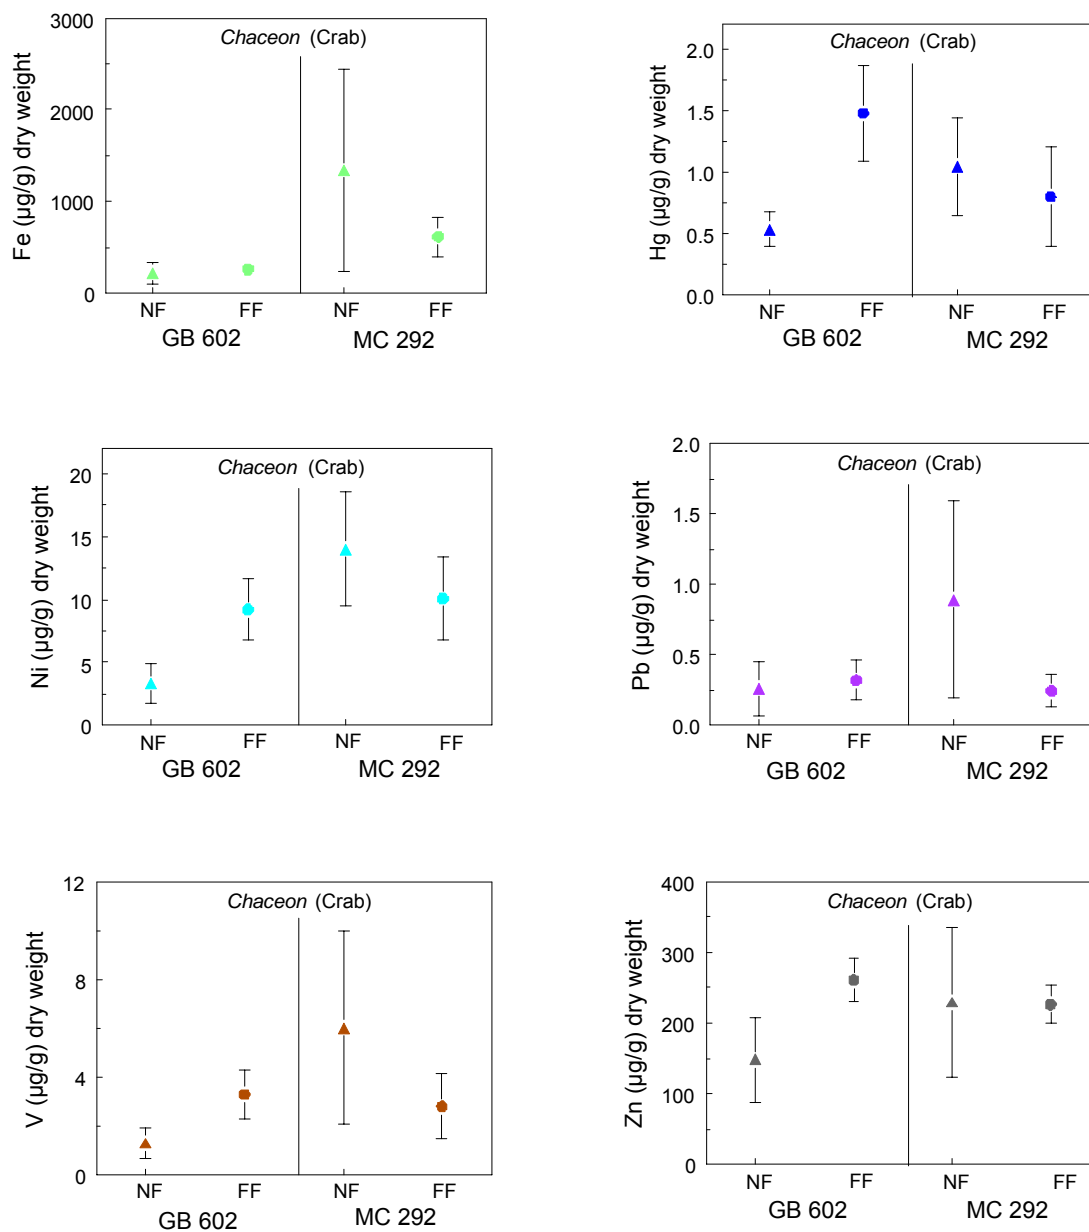 Chaceon (Crab)
Fe (µg/g) dry weight
3000
2000
1000
0
NF FF NF FF
GB 602 MC 292
Chaceon (Crab)
Hg (µg/g) dry weight
2.0
1.5
1.0
0.5
0.0
NF FF NF FF
GB 602 MC 292
Chaceon (Crab)
Ni (µg/g) dry weight
20
15
10
5
0
NF FF NF FF
GB 602 MC 292
Chaceon (Crab)
Pb (µg/g) dry weight
2.0
1.5
1.0
0.5
0.0
NF FF NF FF
GB 602 MC 292
Chaceon (Crab)
V (µg/g) dry weight
12
8
4
0
NF FF NF FF
GB 602 MC 292
Chaceon (Crab)
Zn (µg/g) dry weight
400
300
200
100
0
NF FF NF FF
GB 602 MC 292